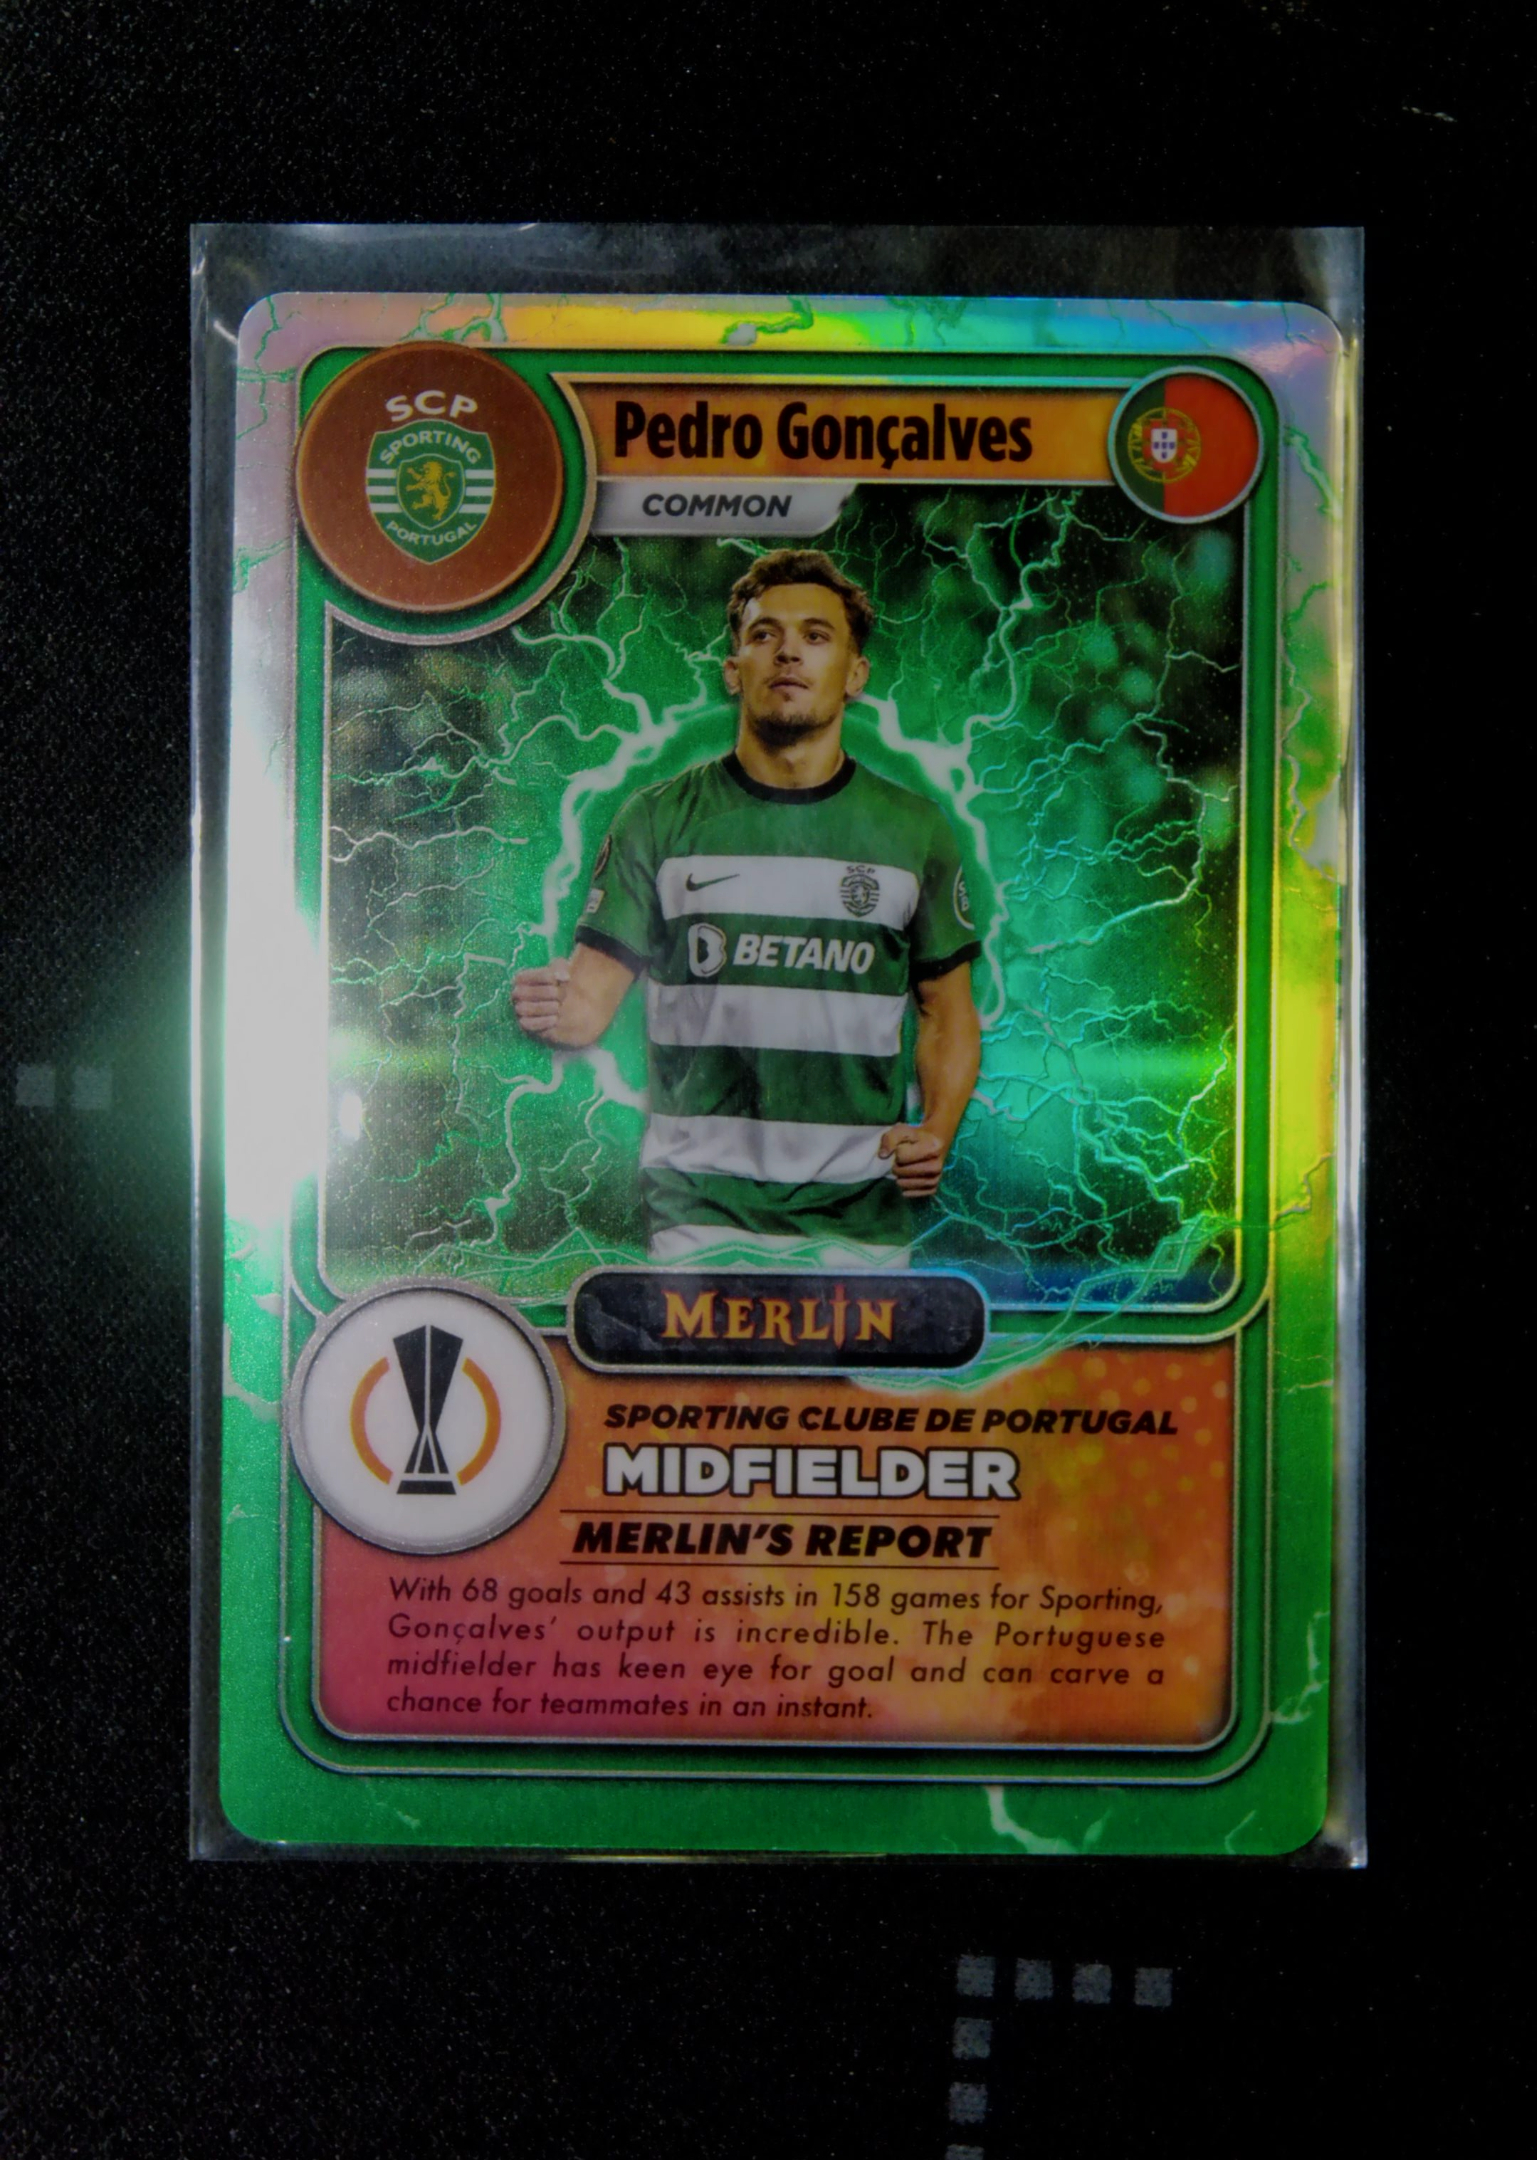 SCP
SPORTING
PORTUGAL
Pedro Gonçalves
COMMON
SCP
BETANO
MERLIN
SPORTING CLUBE DE PORTUGAL
MIDFIELDER
MERLIN'S REPORT
With 68 goals and 43 assists in 158 games for Sporting,
Gonçalves' output is incredible. The Portuguese
midfielder has keen eye for goal and can carve a
chance for teammates in an instant.